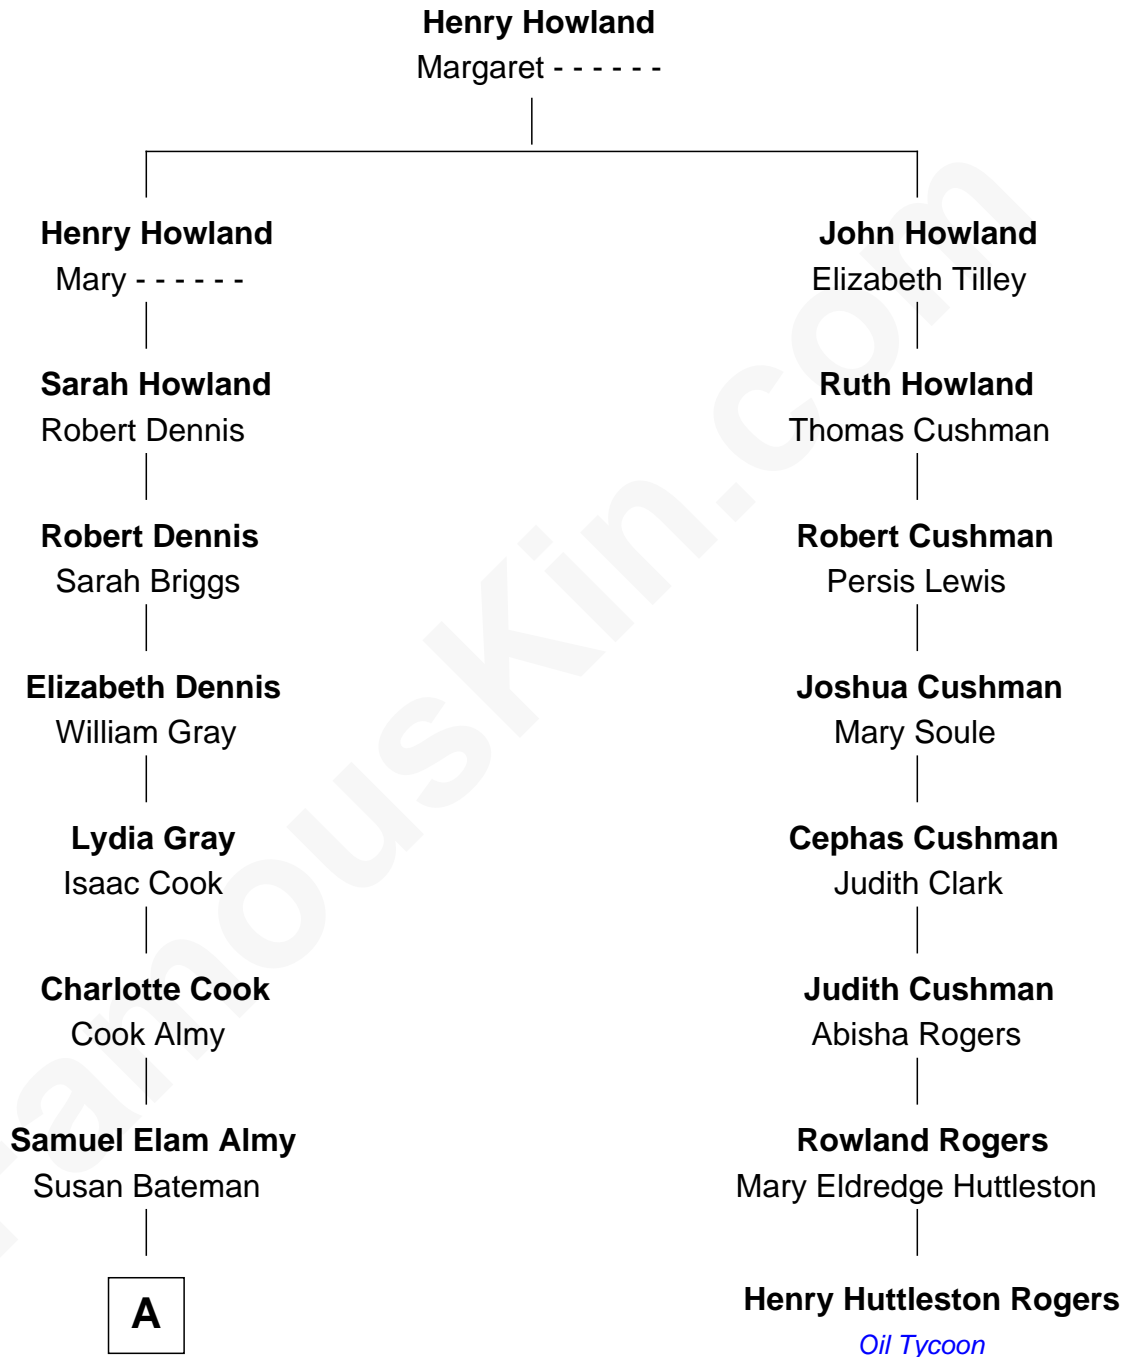 Henry Howland
Margaret - - - - - -
Henry Howland
John Howland
Mary - - - - - -
Elizabeth Tilley
Sarah Howland
Ruth Howland
Robert Dennis
Thomas Cushman
Robert Dennis
Robert Cushman
Sarah Briggs
Persis Lewis
Elizabeth Dennis
Joshua Cushman
William Gray
Mary Soule
Lydia Gray
Cephas Cushman
Isaac Cook
Judith Clark
Charlotte Cook
Judith Cushman
Cook Almy
Abisha Rogers
Samuel Elam Almy
Rowland Rogers
Susan Bateman
Mary Eldredge Huttleston
A
Henry Huttleston Rogers
Oil Tycoon
FamousKin.com